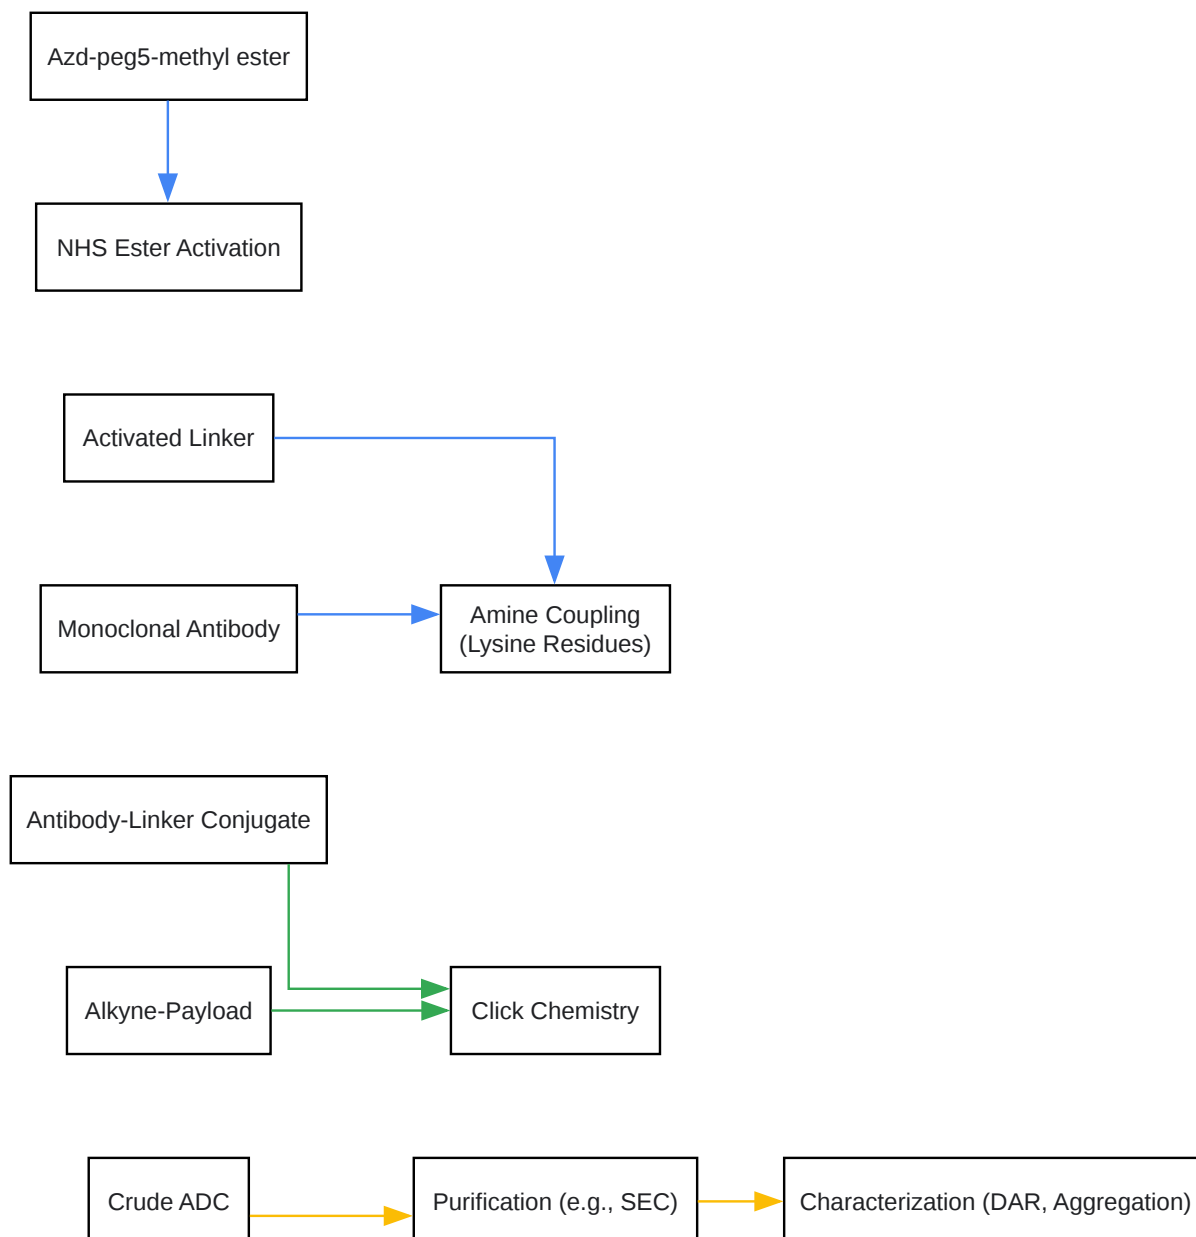 Azd-peg5-methyl ester
NHS Ester Activation
Activated Linker
Monoclonal Antibody
Amine Coupling
(Lysine Residues)
Antibody-Linker Conjugate
Alkyne-Payload
Click Chemistry
Crude ADC
Purification (e.g., SEC)
Characterization (DAR, Aggregation)